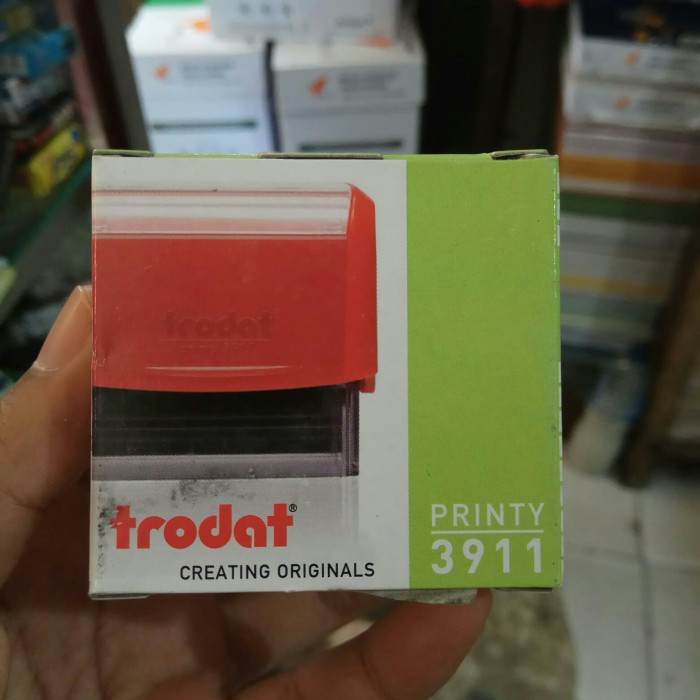 trodat
trodat®
CREATING ORIGINALS
PRINTY
3911